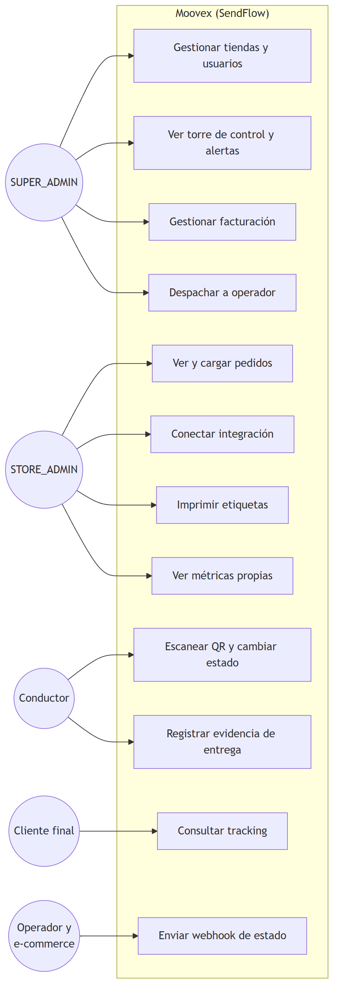 Moovex (SendFlow)
Gestionar tiendas y
usuarios
Ver torre de control y
alertas
SUPER_ADMIN
Gestionar facturación
Despachar a operador
Ver y cargar pedidos
Conectar integración
STORE_ADMIN
Imprimir etiquetas
Ver métricas propias
Escanear QR y cambiar
estado
Conductor
Registrar evidencia de
entrega
Cliente final
Consultar tracking
Operador y
e-commerce
Enviar webhook de estado